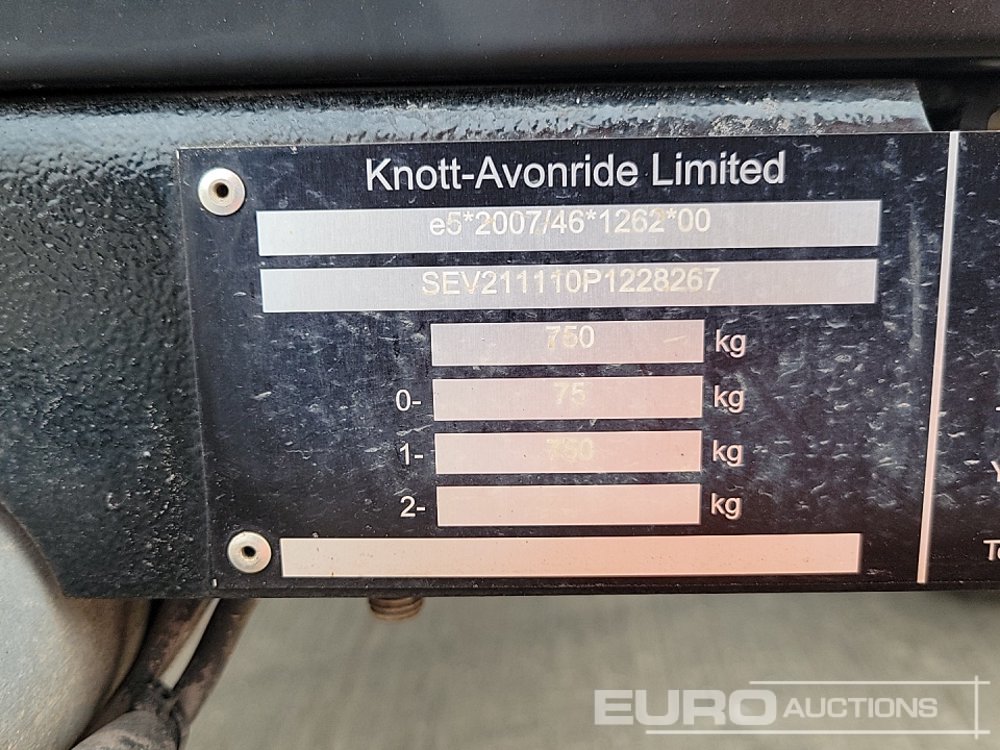 Knott-Avonride Limited
e5*2007/46*1262*00
SEV211110P1228267
750 kg
0- 75 kg
1- 750 kg
2- kg
EURO AUCTIONS